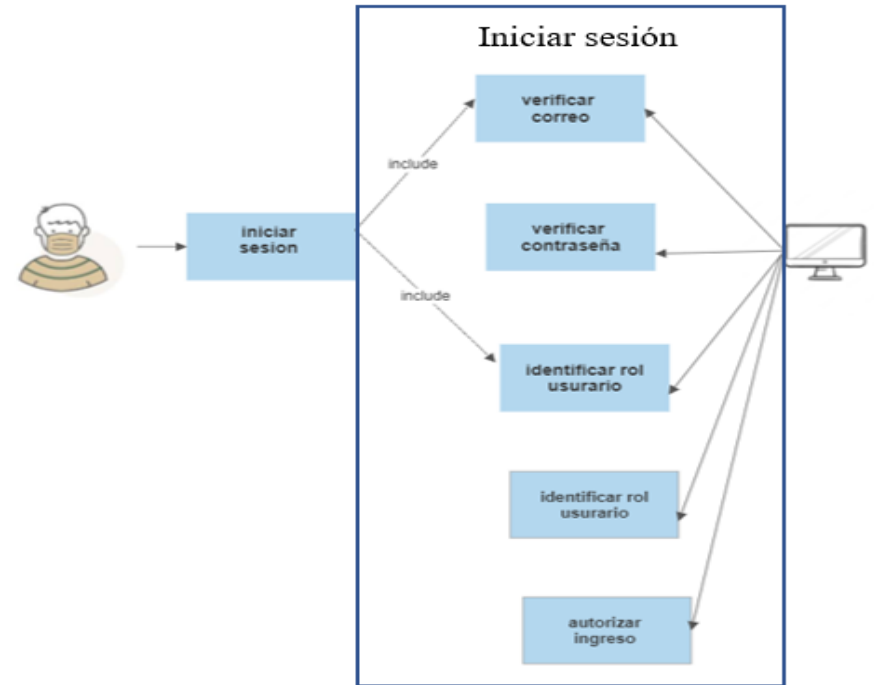 Iniciar sesión
verificar
correo
include
iniciar
sesion
verificar
contraseña
include
identificar rol
usurario
identificar rol
usurario
autorizar
ingreso